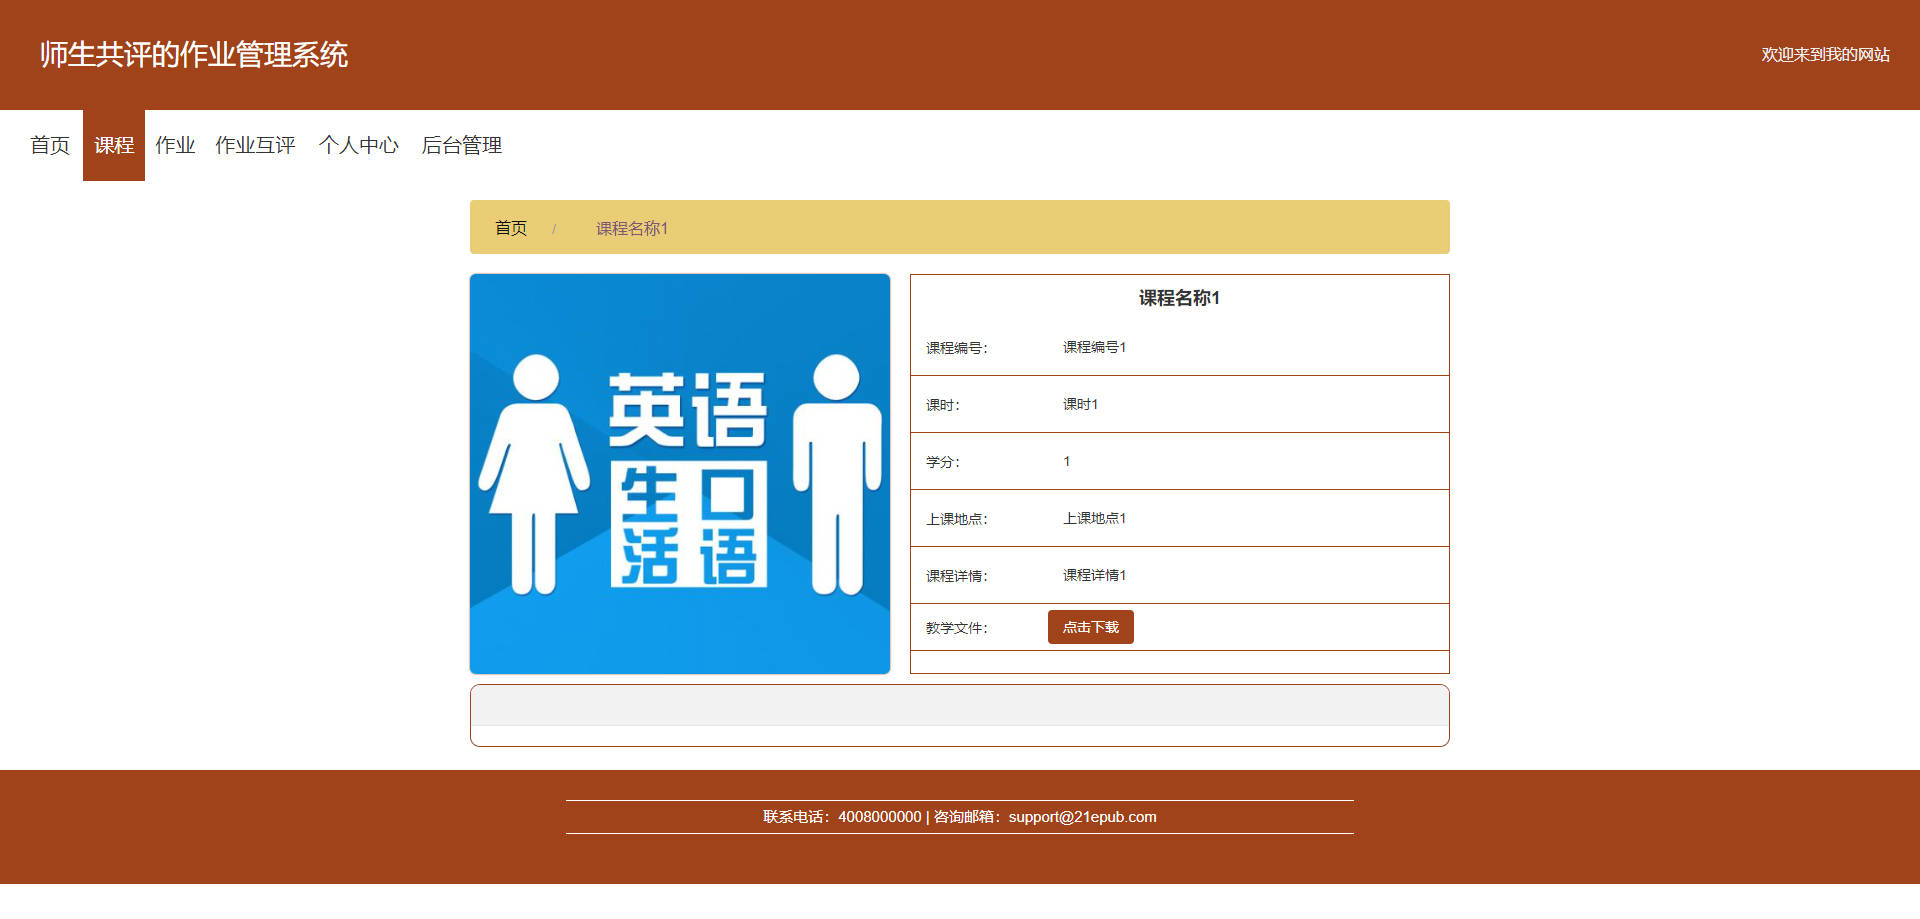 师生共评的作业管理系统
欢迎来到我的网站
首页 课程 作业 作业互评 个人中心 后台管理
首页 / 课程名称1
英语
生口
活语
课程名称1
课程编号： 课程编号1
课时： 课时1
学分： 1
上课地点： 上课地点1
课程详情： 课程详情1
教学文件： 点击下载
联系电话：4008000000 | 咨询邮箱：support@21epub.com